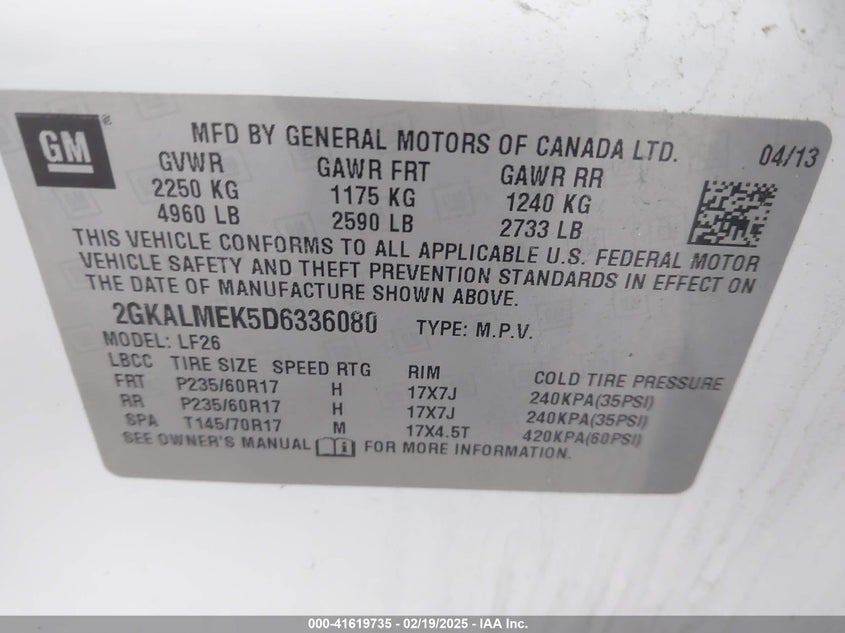 GM ®
MFD BY GENERAL MOTORS OF CANADA LTD. 04/13
GVWR GAWR FRT GAWR RR
2250 KG 1175 KG 1240 KG
4960 LB 2590 LB 2733 LB
THIS VEHICLE CONFORMS TO ALL APPLICABLE U.S. FEDERAL MOTOR
VEHICLE SAFETY AND THEFT PREVENTION STANDARDS IN EFFECT ON
THE DATE OF MANUFACTURE SHOWN ABOVE.
2GKALMEK5D6336080 TYPE: M.P.V.
MODEL: LF26
LBCC TIRE SIZE SPEED RTG RIM COLD TIRE PRESSURE
FRT P235/60R17 H 17X7J 240KPA(35PSI)
RR P235/60R17 H 17X7J 240KPA(35PSI)
SPA T145/70R17 M 17X4.5T 420KPA(60PSI)
SEE OWNER'S MANUAL FOR MORE INFORMATION.
000-41619735 - 02/19/2025 - IAA Inc.